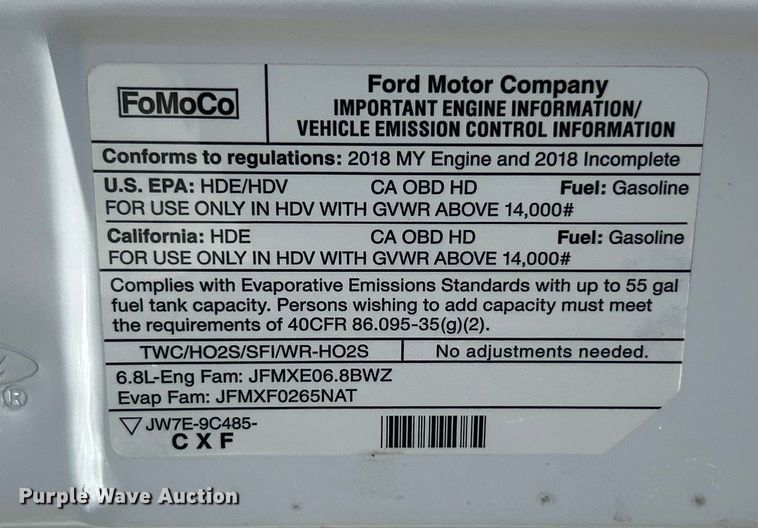 FoMoCo
Ford Motor Company
IMPORTANT ENGINE INFORMATION/
VEHICLE EMISSION CONTROL INFORMATION
Conforms to regulations: 2018 MY Engine and 2018 Incomplete
U.S. EPA: HDE/HDV CA OBD HD Fuel: Gasoline
FOR USE ONLY IN HDV WITH GVWR ABOVE 14,000#
California: HDE CA OBD HD Fuel: Gasoline
FOR USE ONLY IN HDV WITH GVWR ABOVE 14,000#
Complies with Evaporative Emissions Standards with up to 55 gal
fuel tank capacity. Persons wishing to add capacity must meet
the requirements of 40CFR 86.095-35(g)(2).
TWC/HO2S/SFI/WR-HO2S No adjustments needed.
6.8L-Eng Fam: JFMXE06.8BWZ
Evap Fam: JFMXF0265NAT
JW7E-9C485-
CXF
®
Purple Wave Auction